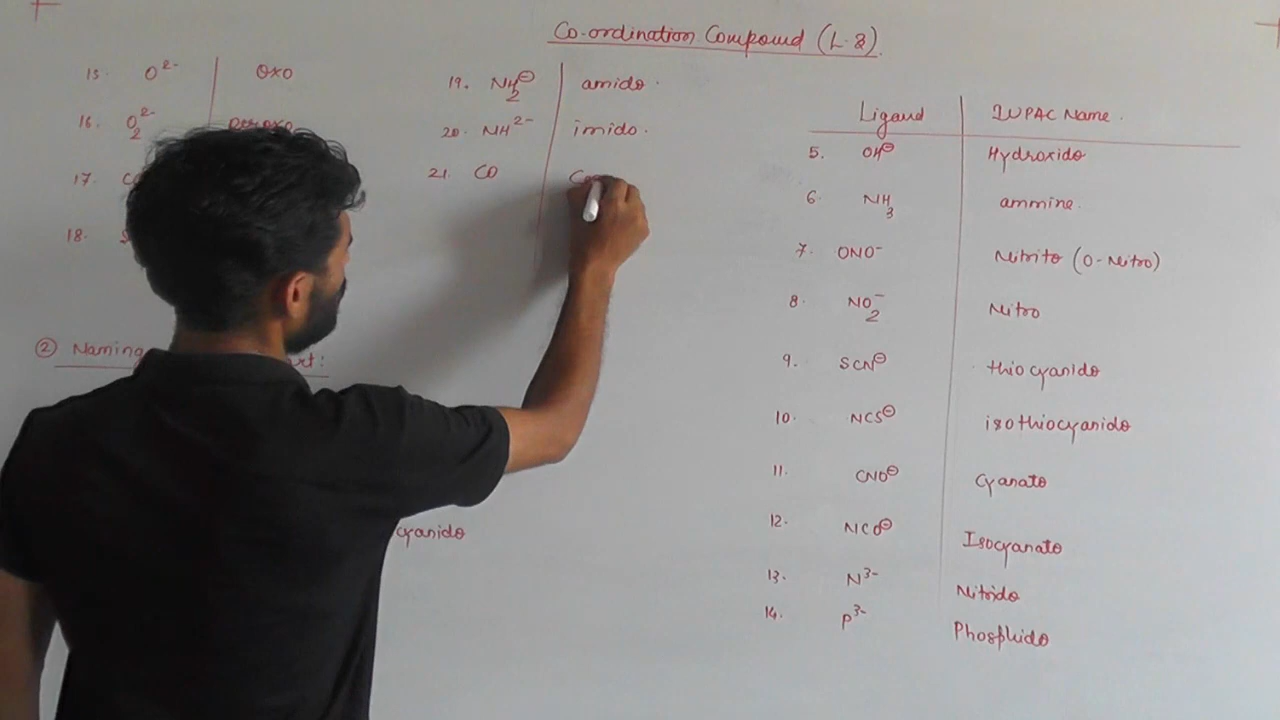 Co-ordination Compound (L-2)
15. O²⁻ Oxo
16. O₂²⁻ peroxo
17.
18.
19. NH₂⊖ amido.
20. NH²⁻ imido.
21. CO
② Naming
cyanido
Ligand IUPAC Name.
5. OH⊖ Hydroxido
6. NH₃ ammine.
7. ONO⁻ Nitrito (O-Nitro)
8. NO₂⁻ Nitro
9. SCN⊖ thiocyanido
10. NCS⊖ isothiocyanido
11. CNO⊖ Cyanato
12. NCO⊖ Isocyanato
13. N³⁻ Nitrido
14. P³⁻ Phosphido